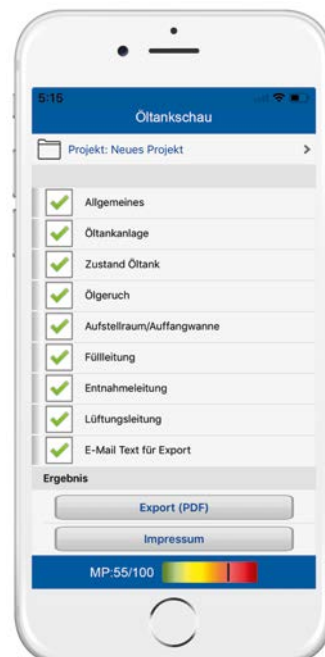 5:15
Öltankschau
Projekt: Neues Projekt
Allgemeines
Öltankanlage
Zustand Öltank
Ölgeruch
Aufstellraum/Auffangwanne
Füllleitung
Entnahmeleitung
Lüftungsleitung
E-Mail Text für Export
Ergebnis
Export (PDF)
Impressum
MP:55/100